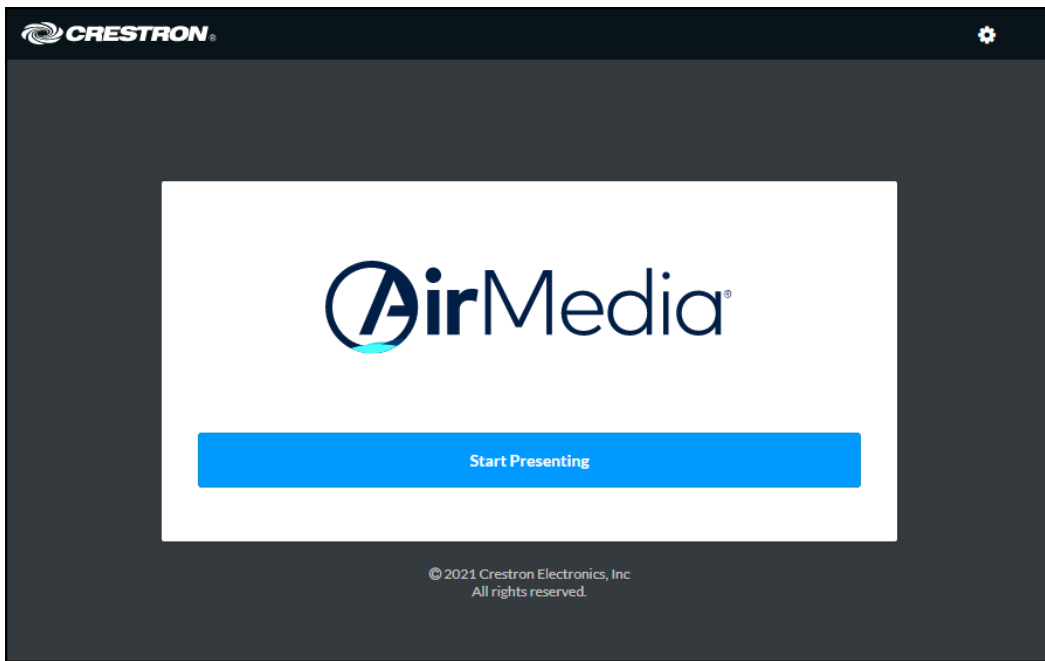 CRESTRON®
AirMedia®
Start Presenting
© 2021 Crestron Electronics, Inc
All rights reserved.